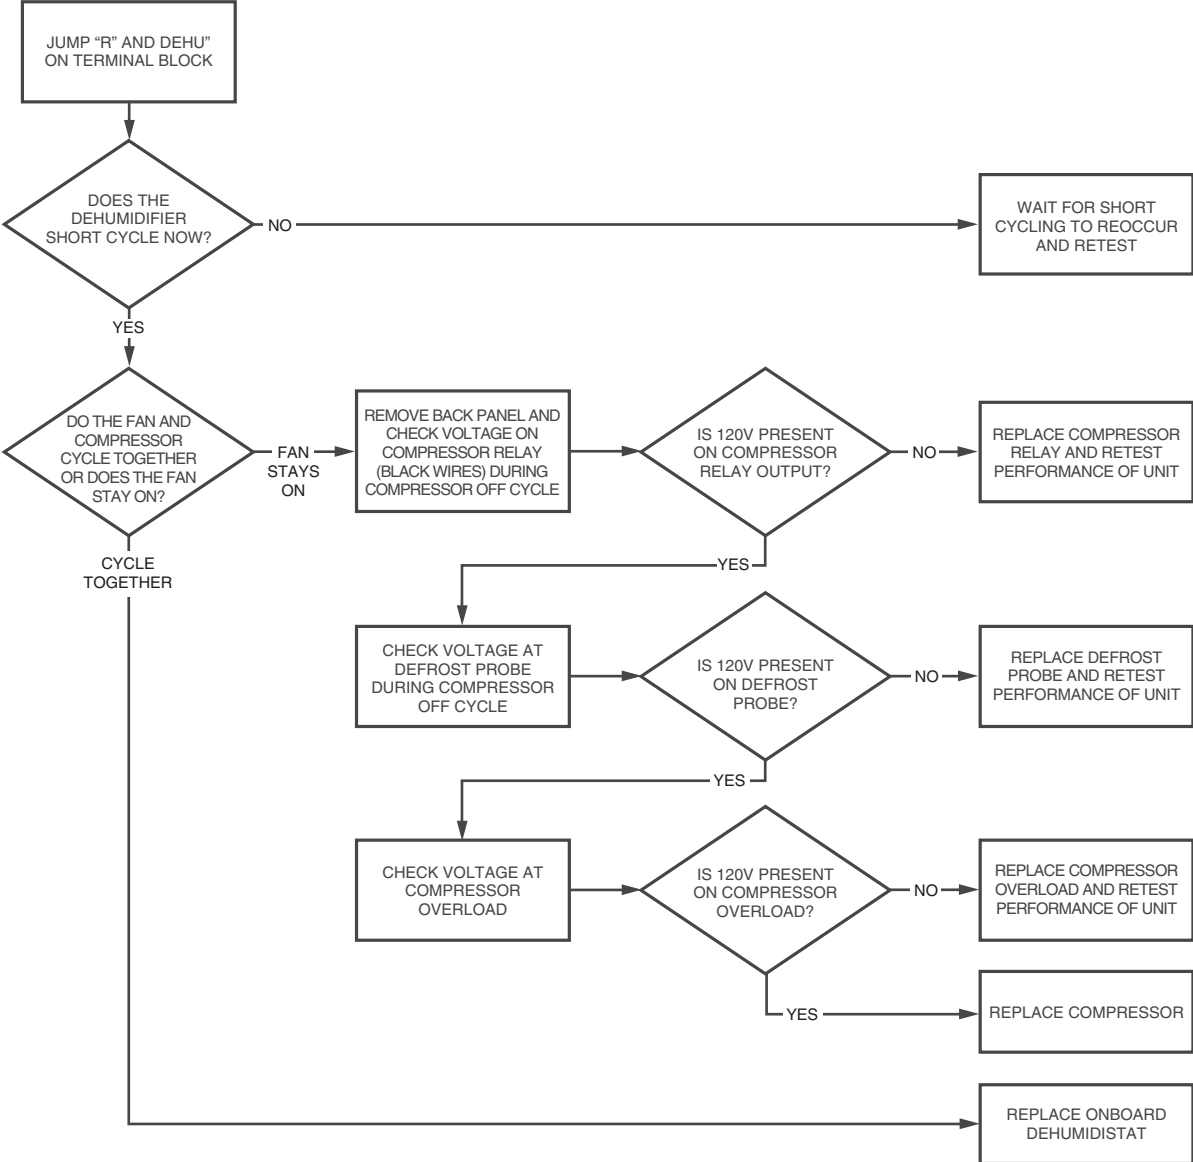 JUMP “R” AND DEHU”
ON TERMINAL BLOCK
DOES THE
DEHUMIDIFIER
SHORT CYCLE NOW?
NO
WAIT FOR SHORT
CYCLING TO REOCCUR
AND RETEST
YES
DO THE FAN AND
COMPRESSOR
CYCLE TOGETHER
OR DOES THE FAN
STAY ON?
FAN
STAYS
ON
REMOVE BACK PANEL AND
CHECK VOLTAGE ON
COMPRESSOR RELAY
(BLACK WIRES) DURING
COMPRESSOR OFF CYCLE
IS 120V PRESENT
ON COMPRESSOR
RELAY OUTPUT?
NO
REPLACE COMPRESSOR
RELAY AND RETEST
PERFORMANCE OF UNIT
CYCLE
TOGETHER
YES
CHECK VOLTAGE AT
DEFROST PROBE
DURING COMPRESSOR
OFF CYCLE
IS 120V PRESENT
ON DEFROST
PROBE?
NO
REPLACE DEFROST
PROBE AND RETEST
PERFORMANCE OF UNIT
YES
CHECK VOLTAGE AT
COMPRESSOR
OVERLOAD
IS 120V PRESENT
ON COMPRESSOR
OVERLOAD?
NO
REPLACE COMPRESSOR
OVERLOAD AND RETEST
PERFORMANCE OF UNIT
YES
REPLACE COMPRESSOR
REPLACE ONBOARD
DEHUMIDISTAT